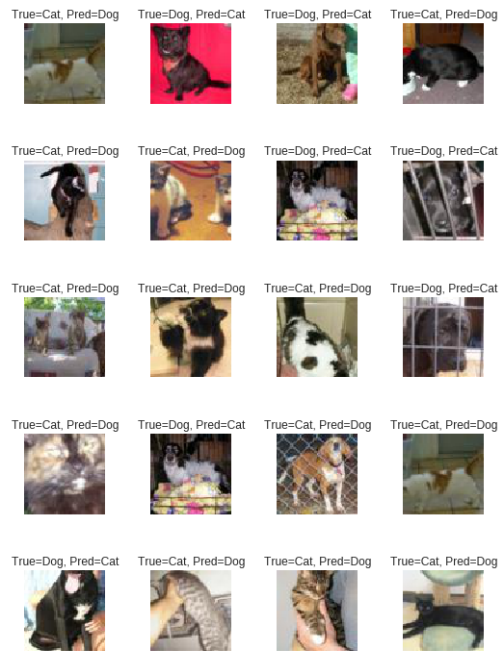 True=Cat, Pred=Dog True=Dog, Pred=Cat True=Dog, Pred=Cat True=Cat, Pred=Dog
True=Cat, Pred=Dog True=Cat, Pred=Dog True=Dog, Pred=Cat True=Dog, Pred=Cat
True=Cat, Pred=Dog True=Cat, Pred=Dog True=Cat, Pred=Dog True=Dog, Pred=Cat
True=Cat, Pred=Dog True=Dog, Pred=Cat True=Cat, Pred=Dog True=Cat, Pred=Dog
True=Dog, Pred=Cat True=Cat, Pred=Dog True=Cat, Pred=Dog True=Cat, Pred=Dog